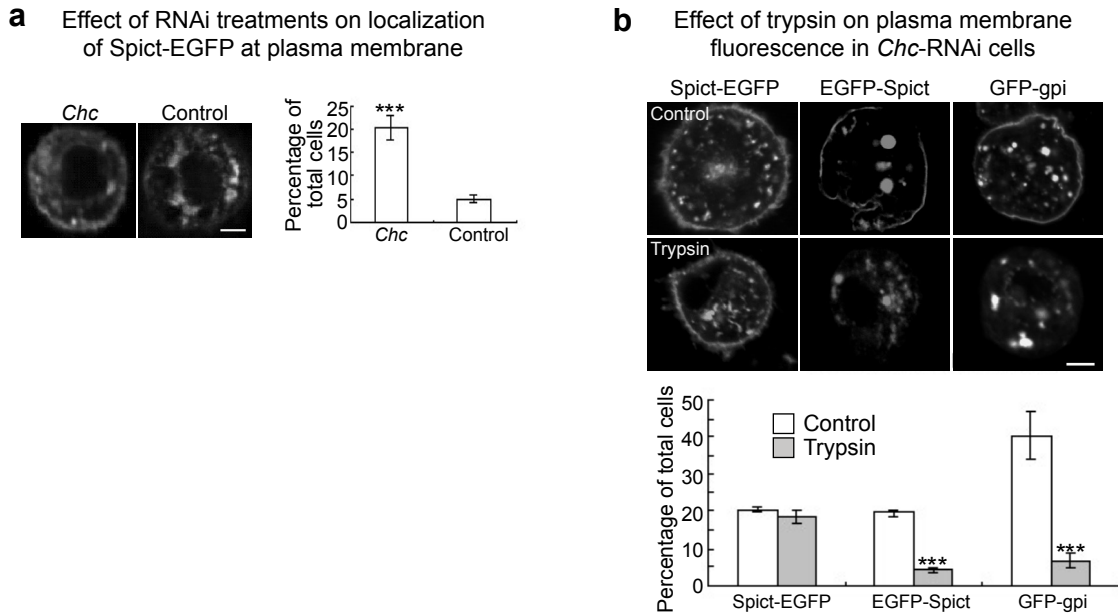 a
Effect of RNAi treatments on localization
of Spict-EGFP at plasma membrane
Chc
Control
Percentage of
total cells
25
20
15
10
5
0
***
Chc
Control
b
Effect of trypsin on plasma membrane
fluorescence in Chc-RNAi cells
Spict-EGFP
EGFP-Spict
GFP-gpi
Control
Trypsin
Percentage of total cells
50
40
30
20
10
0
Control
Trypsin
***
***
Spict-EGFP
EGFP-Spict
GFP-gpi